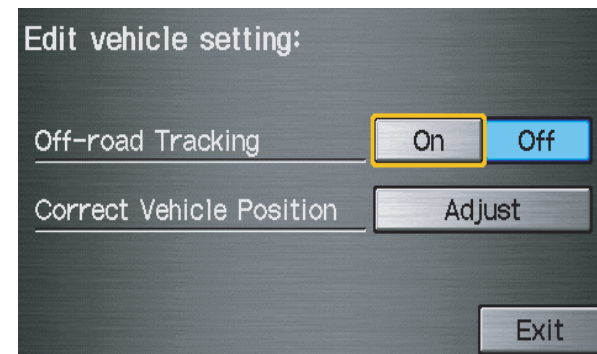 Edit vehicle setting:
Off-road Tracking On Off
Correct Vehicle Position Adjust
Exit